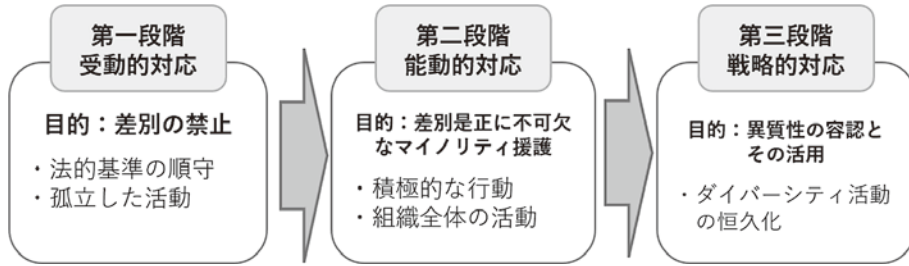 第一段階
受動的対応
目的：差別の禁止
・法的基準の順守
・孤立した活動
第二段階
能動的対応
目的：差別是正に不可欠
なマイノリティ援護
・積極的な行動
・組織全体の活動
第三段階
戦略的対応
目的：異質性の容認と
その活用
・ダイバーシティ活動
の恒久化